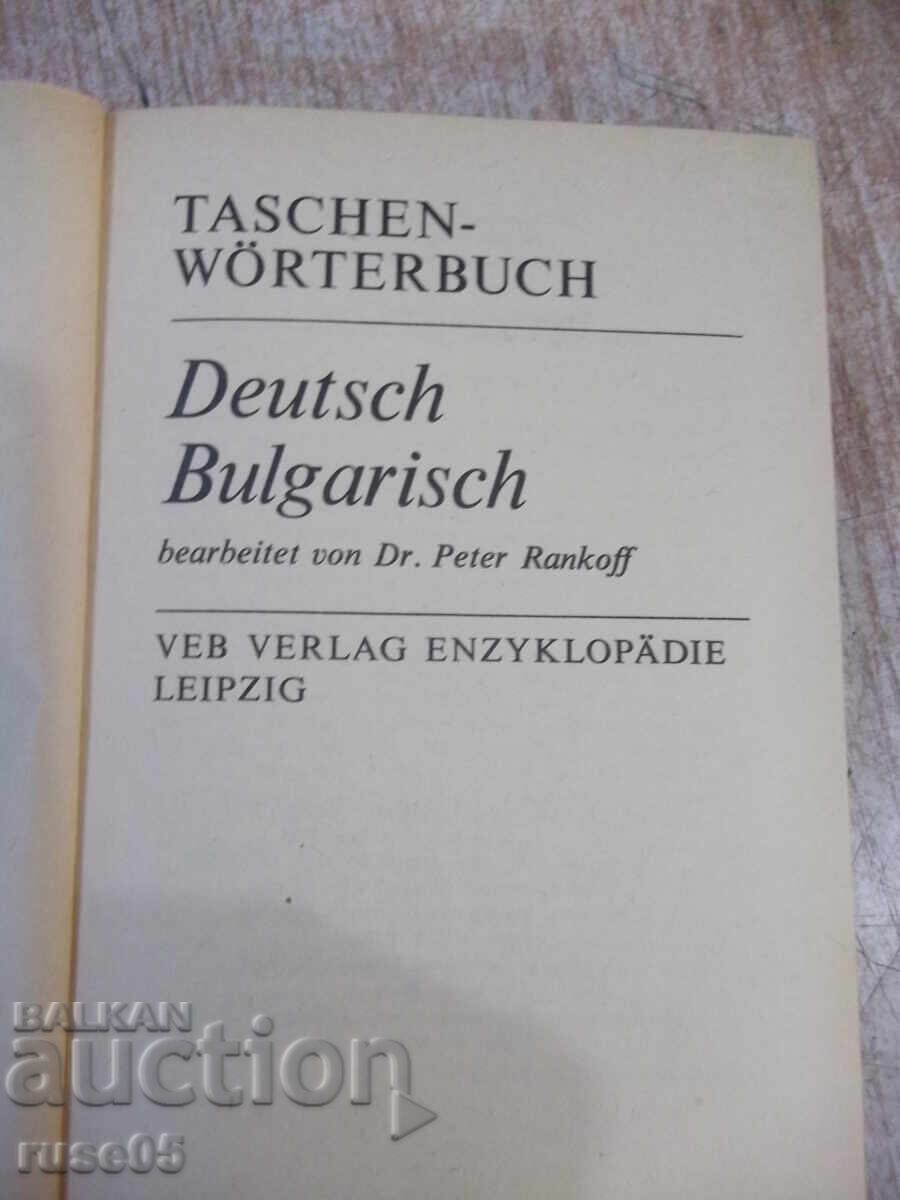 TASCHEN-
WÖRTERBUCH
Deutsch
Bulgarisch
bearbeitet von Dr. Peter Rankoff
VEB VERLAG ENZYKLOPÄDIE
LEIPZIG
BALKAN
auction
ruse05